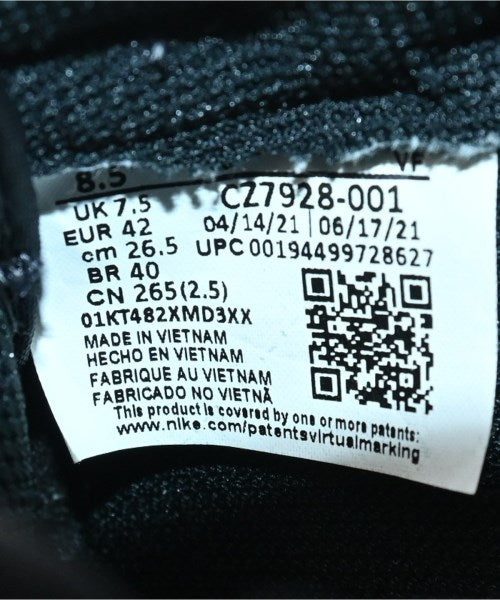 8.5 VF
UK 7.5 CZ7928-001
EUR 42 04/14/21 | 06/17/21
cm 26.5 UPC 00194499728627
BR 40
CN 265(2.5)
01KT482XMD3XX
MADE IN VIETNAM
HECHO EN VIETNAM
FABRIQUE AU VIETNAM
FABRICADO NO VIETNÃ
This product is covered by one or more patents:
www.nike.com/patentsvirtualmarking